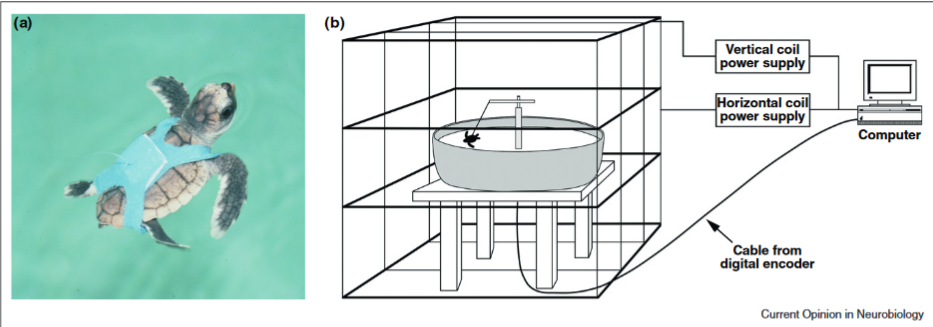 (a)
(b)
Vertical coil
power supply
Horizontal coil
power supply
Computer
Cable from
digital encoder
Current Opinion in Neurobiology